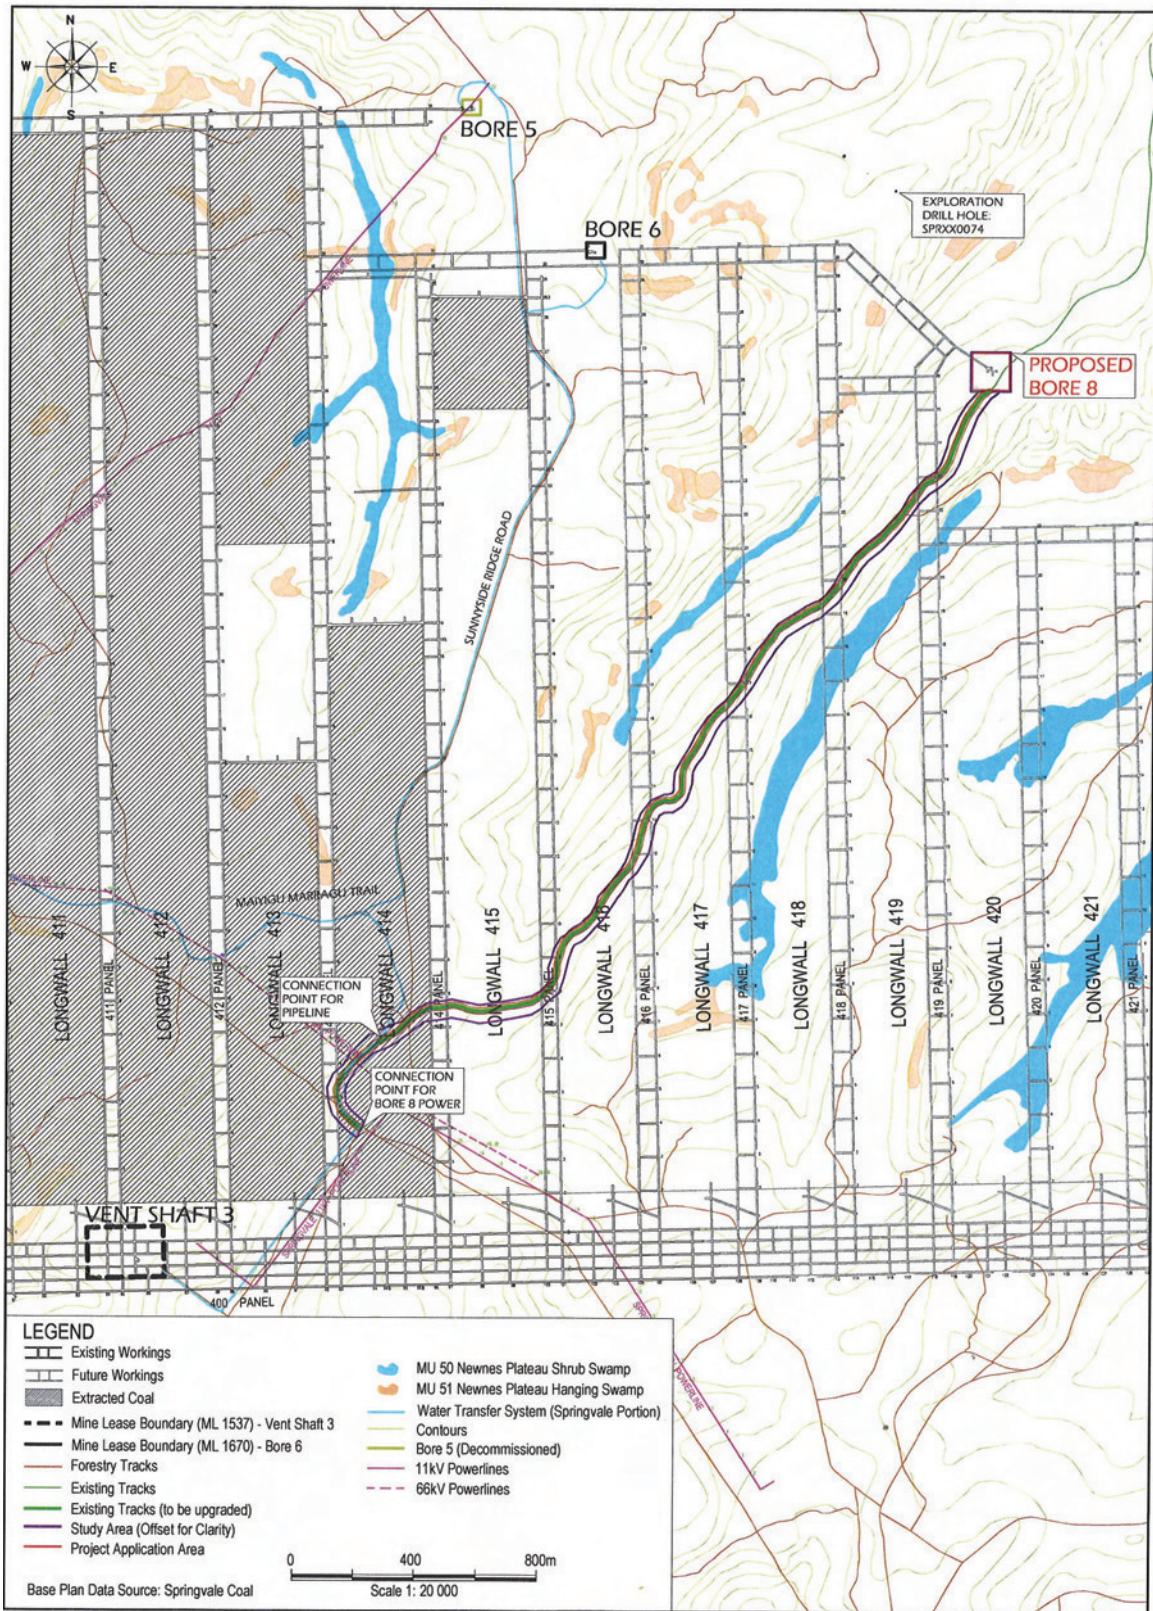 N
W E
S
BORE 5
BORE 6
EXPLORATION
DRILL HOLE:
SPRXX0074
PROPOSED
BORE 8
POWERLINE
SUNNYSIDE RIDGE ROAD
MAIYIGU MARRAGU TRAIL
LONGWALL 411
411 PANEL
LONGWALL 412
412 PANEL
LONGWALL 413
LONGWALL 414
414 PANEL
LONGWALL 415
415 PANEL
LONGWALL 416
416 PANEL
LONGWALL 417
417 PANEL
LONGWALL 418
418 PANEL
LONGWALL 419
419 PANEL
LONGWALL 420
420 PANEL
LONGWALL 421
421 PANEL
CONNECTION
POINT FOR
PIPELINE
CONNECTION
POINT FOR
BORE 8 POWER
VENT SHAFT 3
400 PANEL
POWERLINE
LEGEND
Existing Workings
Future Workings
Extracted Coal
Mine Lease Boundary (ML 1537) - Vent Shaft 3
Mine Lease Boundary (ML 1670) - Bore 6
Forestry Tracks
Existing Tracks
Existing Tracks (to be upgraded)
Study Area (Offset for Clarity)
Project Application Area
MU 50 Newnes Plateau Shrub Swamp
MU 51 Newnes Plateau Hanging Swamp
Water Transfer System (Springvale Portion)
Contours
Bore 5 (Decommissioned)
11kV Powerlines
66kV Powerlines
0 400 800m
Scale 1: 20 000
Base Plan Data Source: Springvale Coal